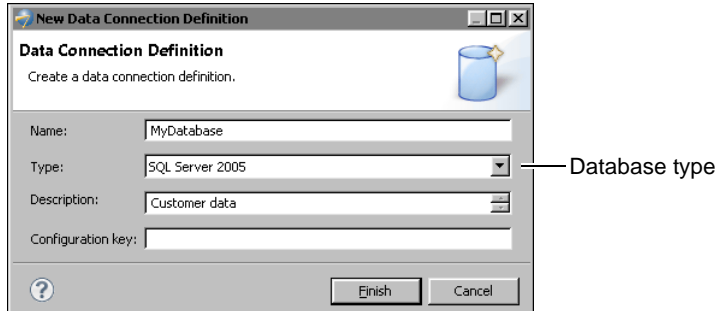 New Data Connection Definition
Data Connection Definition
Create a data connection definition.
Name: MyDatabase
Type: SQL Server 2005
Database type
Description: Customer data
Configuration key:
?
Finish Cancel